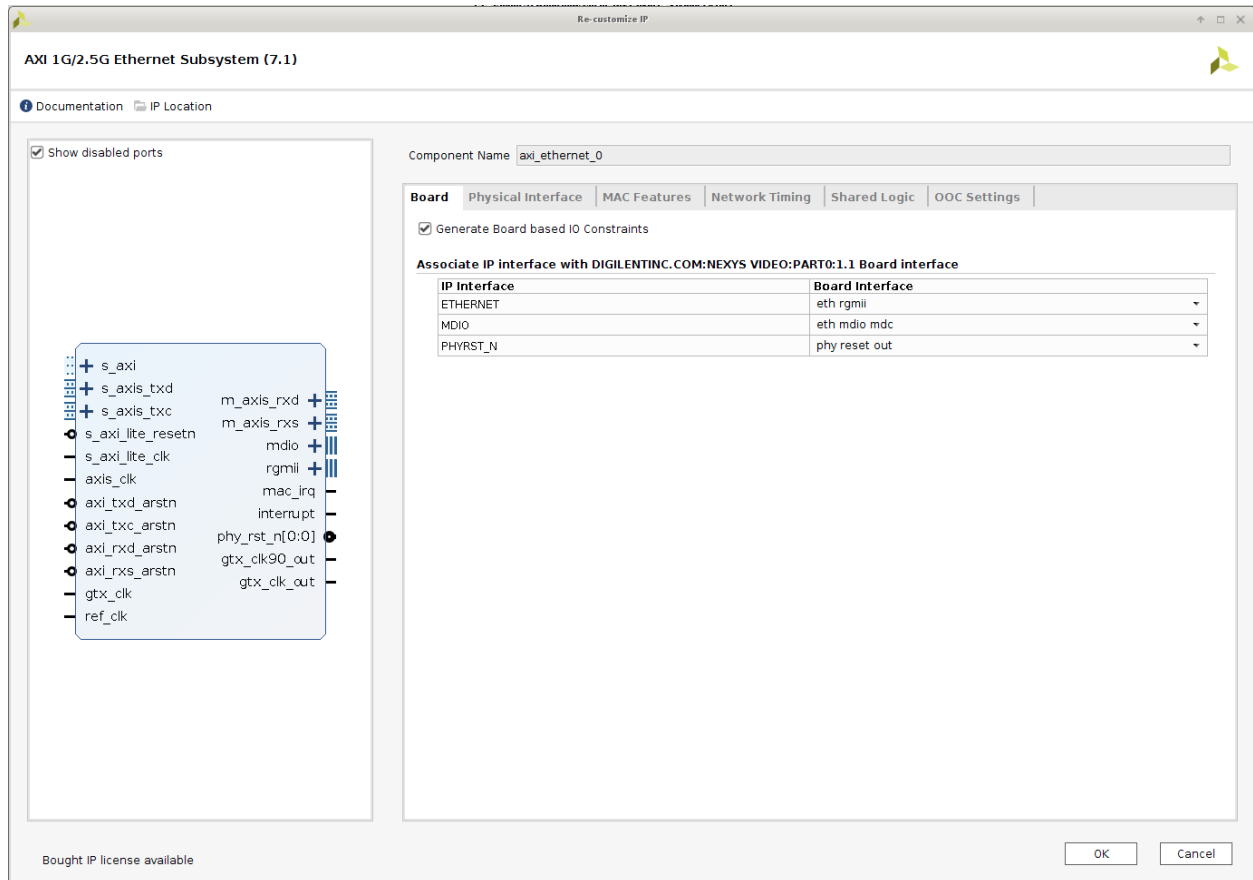 Re-customize IP
AXI 1G/2.5G Ethernet Subsystem (7.1)
Documentation IP Location
Show disabled ports
s_axi
s_axis_txd
s_axis_txc
s_axi_lite_resetn
s_axi_lite_clk
axis_clk
axi_txd_arstn
axi_txc_arstn
axi_rxd_arstn
axi_rxs_arstn
gtx_clk
ref_clk
m_axis_rxd
m_axis_rxs
mdio
rgmii
mac_irq
interrupt
phy_rst_n[0:0]
gtx_clk90_out
gtx_clk_out
Component Name axi_ethernet_0
Board Physical Interface MAC Features Network Timing Shared Logic OOC Settings
Generate Board based IO Constraints
Associate IP interface with DIGILENTINC.COM:NEXYS VIDEO:PART0:1.1 Board interface
IP Interface Board Interface
ETHERNET eth rgmii
MDIO eth mdio mdc
PHYRST_N phy reset out
Bought IP license available
OK Cancel